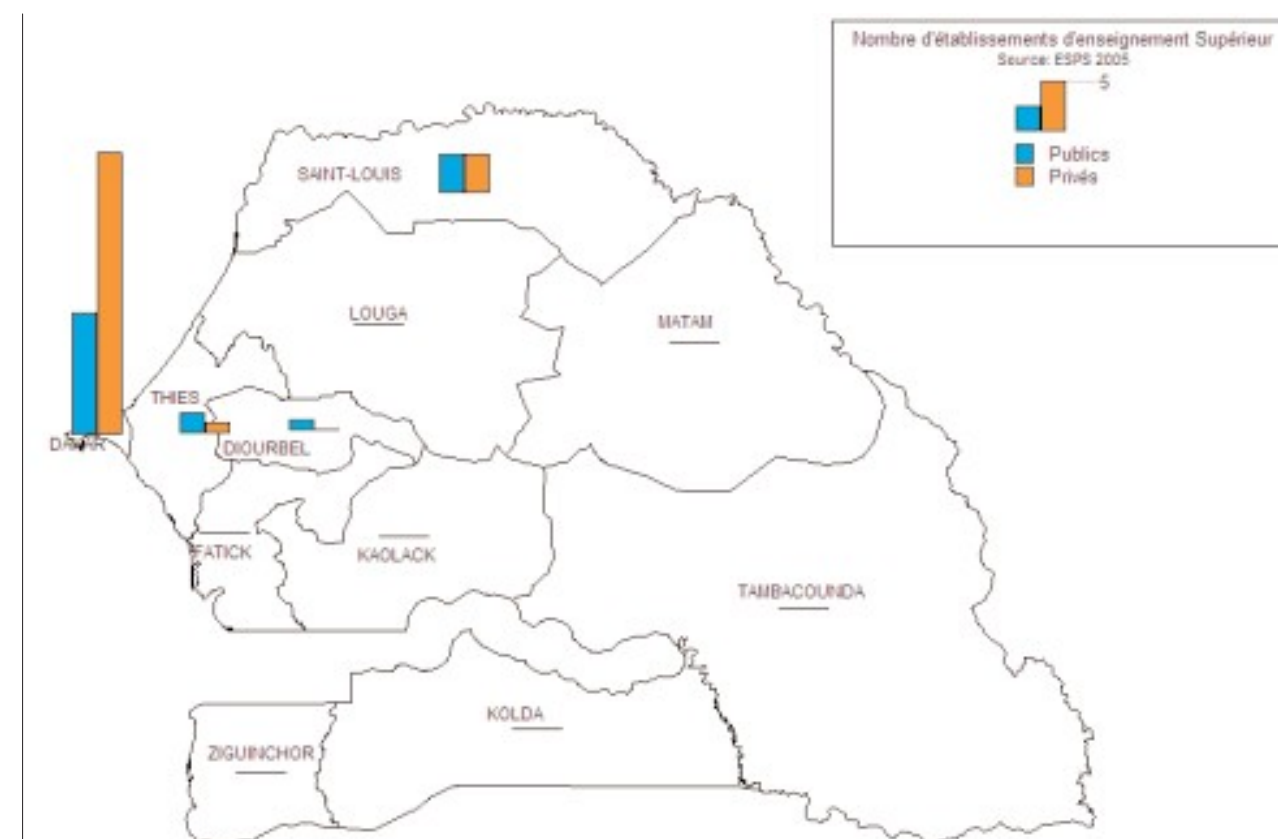 Nombre d'établissements d'enseignement Supérieur
Source: ESPS 2005
5
Publics
Privés
SAINT-LOUIS
LOUGA
MATAM
THIES
DAKAR
DIOURBEL
FATICK
KAOLACK
TAMBACOUNDA
KOLDA
ZIGUINCHOR